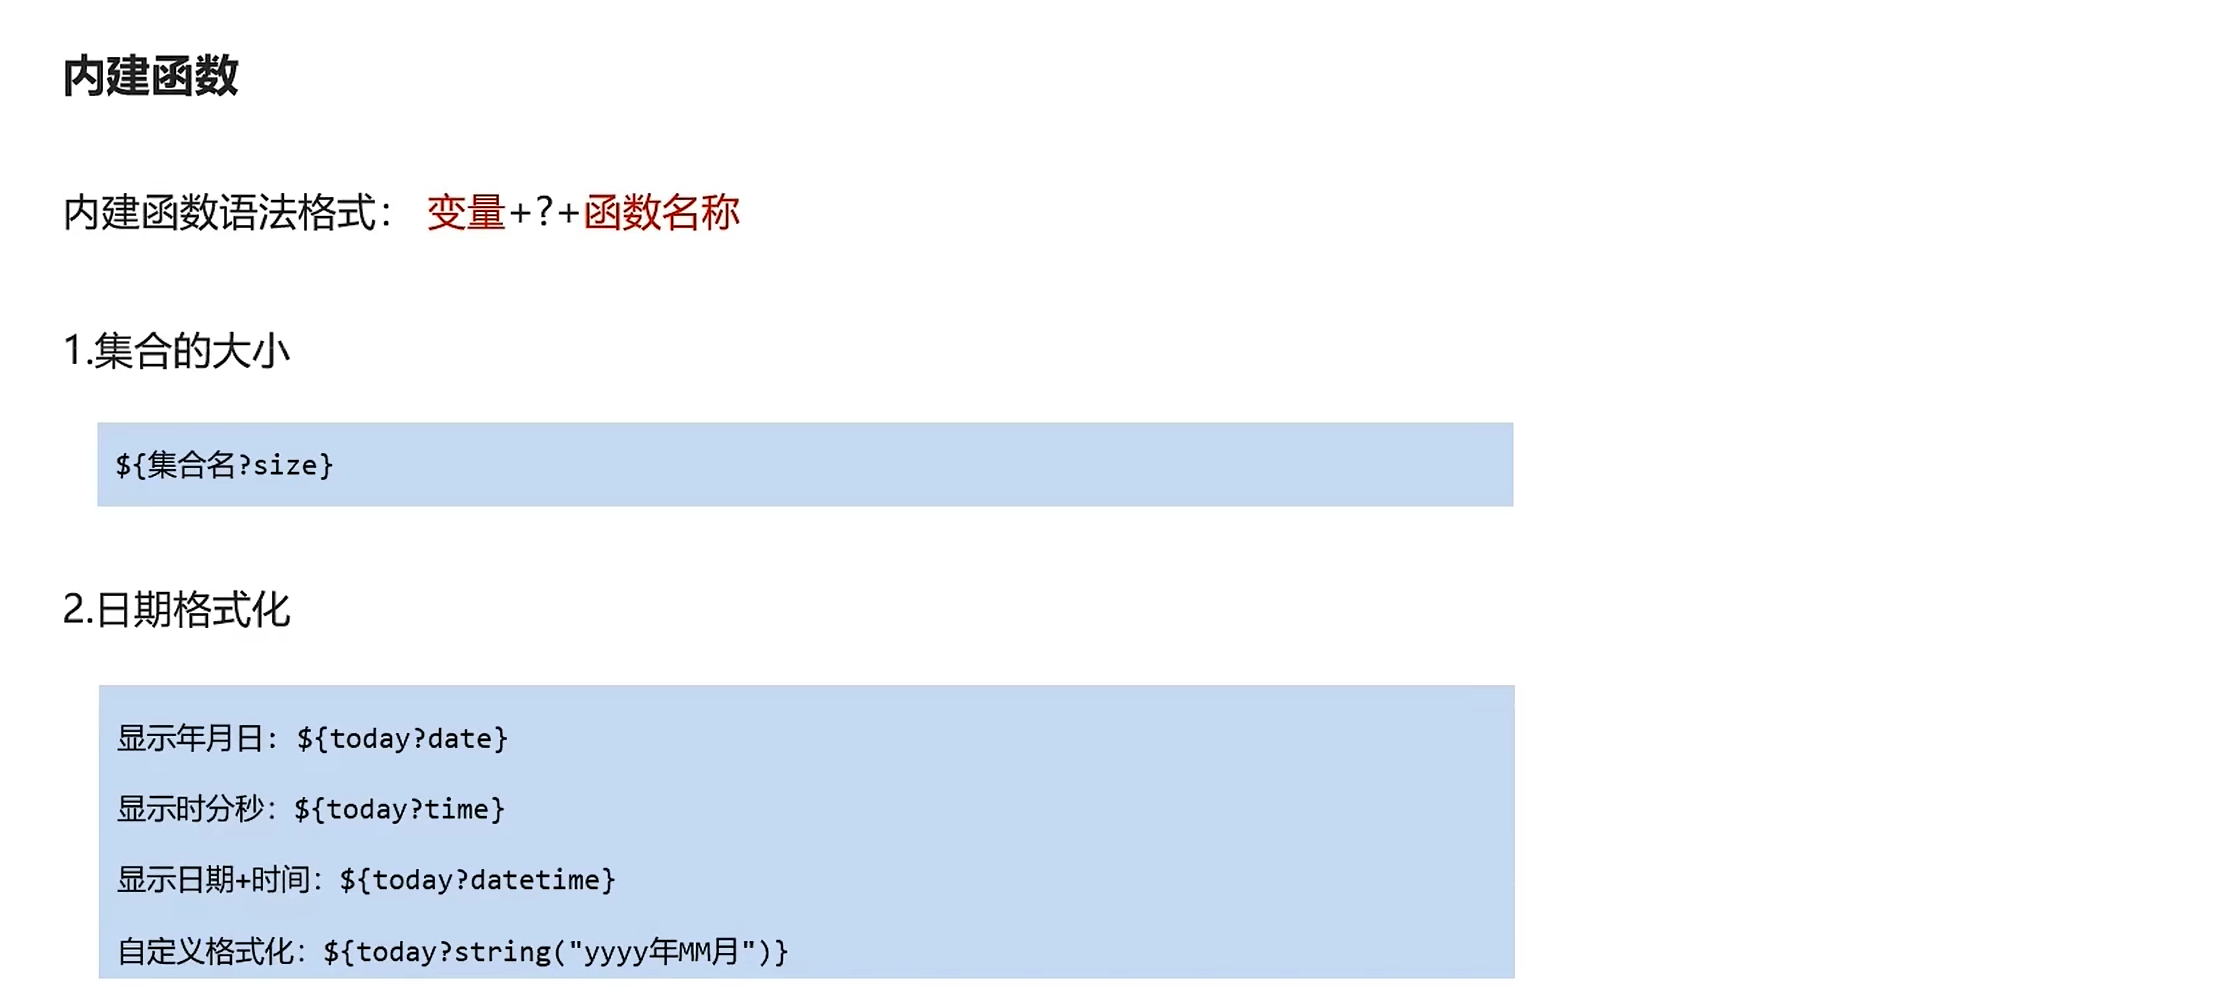 内建函数
内建函数语法格式： 变量+?+函数名称
1.集合的大小
${集合名?size}
2.日期格式化
显示年月日：${today?date}
显示时分秒：${today?time}
显示日期+时间：${today?datetime}
自定义格式化：${today?string("yyyy年MM月")}